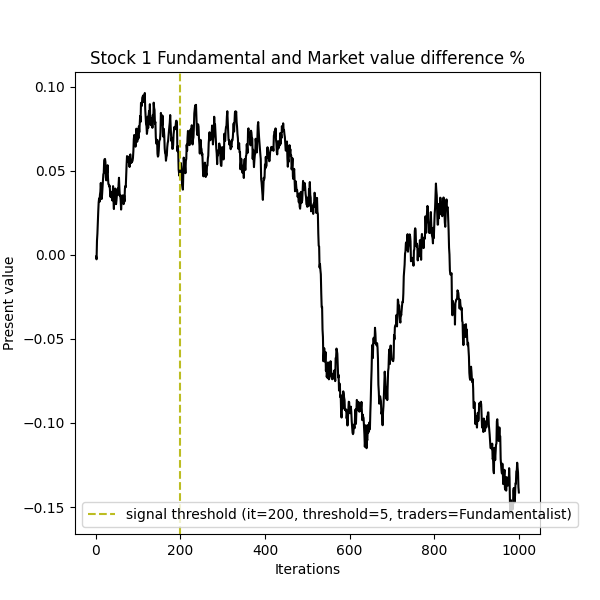 Stock 1 Fundamental and Market value difference %
0.10
0.05
0.00
−0.05
−0.10
−0.15
Present value
signal threshold (it=200, threshold=5, traders=Fundamentalist)
0 200 400 600 800 1000
Iterations